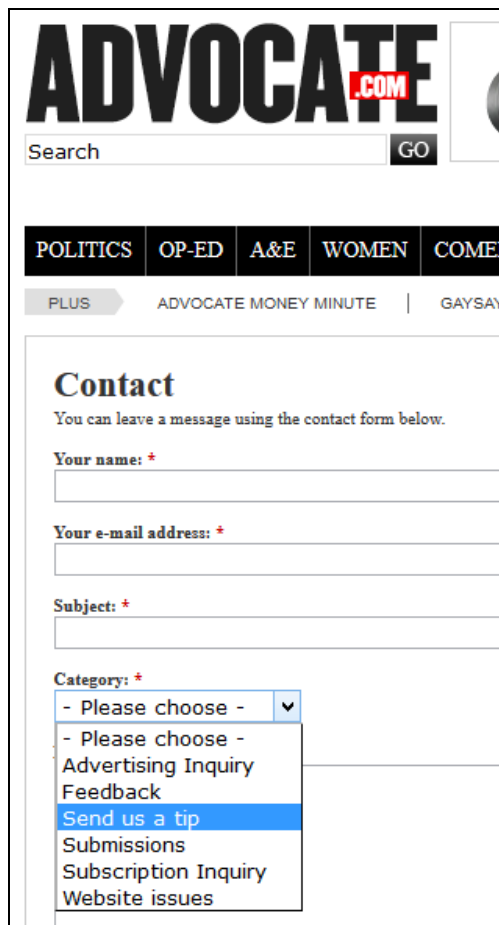 ADVOCATE
.COM
Search GO
POLITICS OP-ED A&E WOMEN
PLUS ADVOCATE MONEY MINUTE |
Contact
You can leave a message using the contact form below.
Your name: *
Your e-mail address: *
Subject: *
Category: *
- Please choose -
- Please choose -
Advertising Inquiry
Feedback
Send us a tip
Submissions
Subscription Inquiry
Website issues